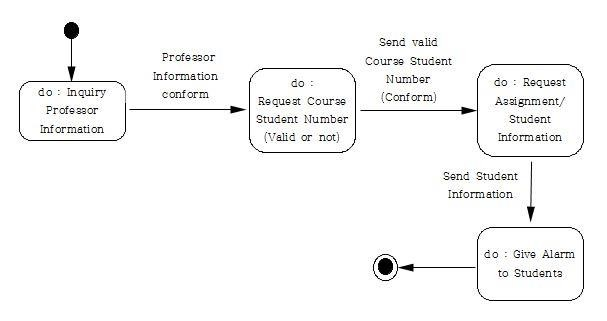 do : Inquiry
Professor
Information
Professor
Information
conform
do :
Request Course
Student Number
(Valid or not)
Send valid
Course Student
Number
(Conform)
do : Request
Assignment/
Student
Information
Send Student
Information
do : Give Alarm
to Students